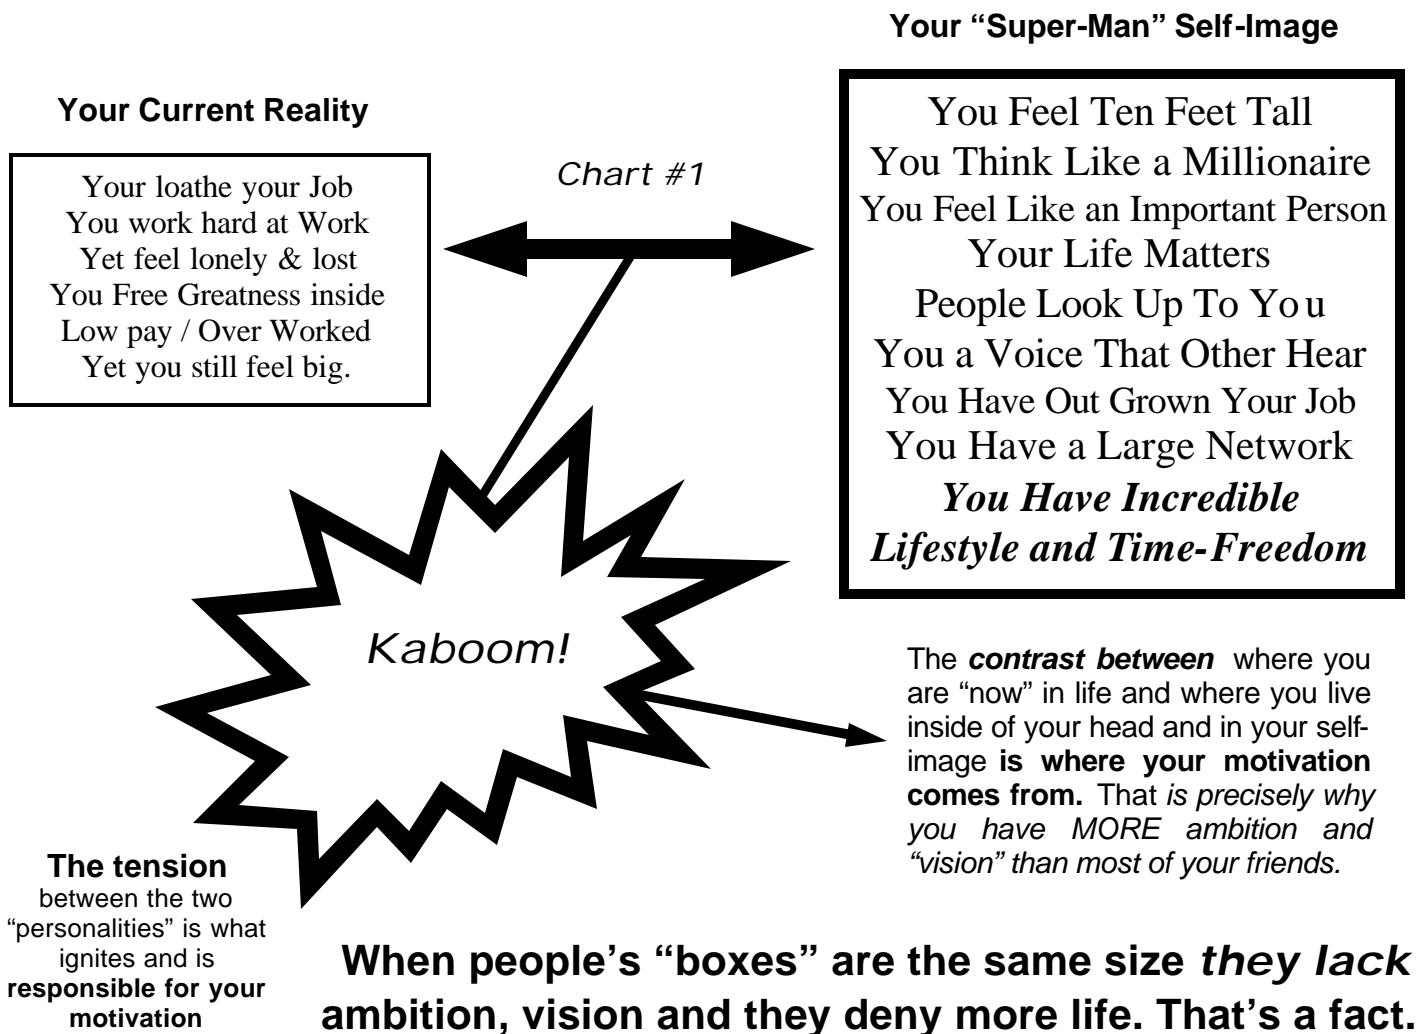 Your “Super-Man” Self-Image
Your Current Reality
You Feel Ten Feet Tall
You Think Like a Millionaire
You Feel Like an Important Person
Your Life Matters
People Look Up To You
You a Voice That Other Hear
You Have Out Grown Your Job
You Have a Large Network
You Have Incredible
Lifestyle and Time-Freedom
Chart #1
Your loathe your Job
You work hard at Work
Yet feel lonely & lost
You Free Greatness inside
Low pay / Over Worked
Yet you still feel big.
Kaboom!
The contrast between where you
are “now” in life and where you live
inside of your head and in your self-
image is where your motivation
comes from. That is precisely why
you have MORE ambition and
“vision” than most of your friends.
The tension
between the two
“personalities” is what
ignites and is
responsible for your
motivation
When people’s “boxes” are the same size they lack
ambition, vision and they deny more life. That’s a fact.